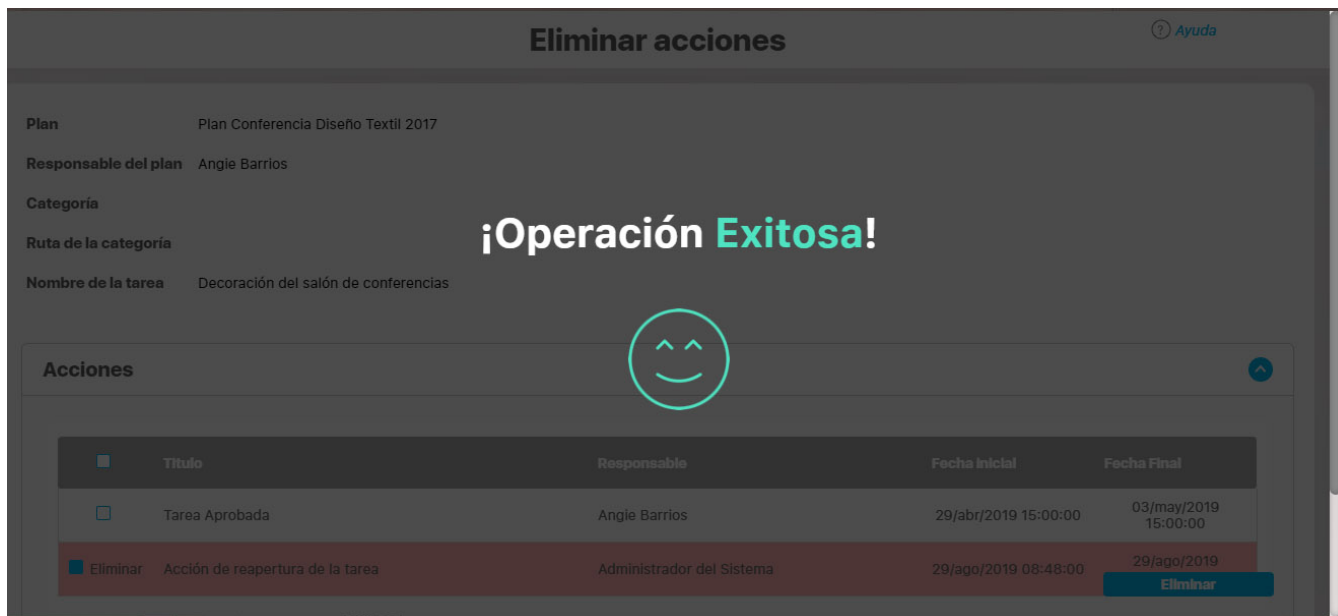 Eliminar acciones
? Ayuda
Plan Plan Conferencia Diseño Textil 2017
Responsable del plan Angie Barrios
Categoría
Ruta de la categoría
¡Operación Exitosa!
Nombre de la tarea Decoración del salón de conferencias
Acciones
Título Responsable Fecha Inicial Fecha Final
Tarea Aprobada Angie Barrios 29/abr/2019 15:00:00 03/may/2019
15:00:00
Eliminar Acción de reapertura de la tarea Administrador del Sistema 29/ago/2019 08:48:00 29/ago/2019
Eliminar